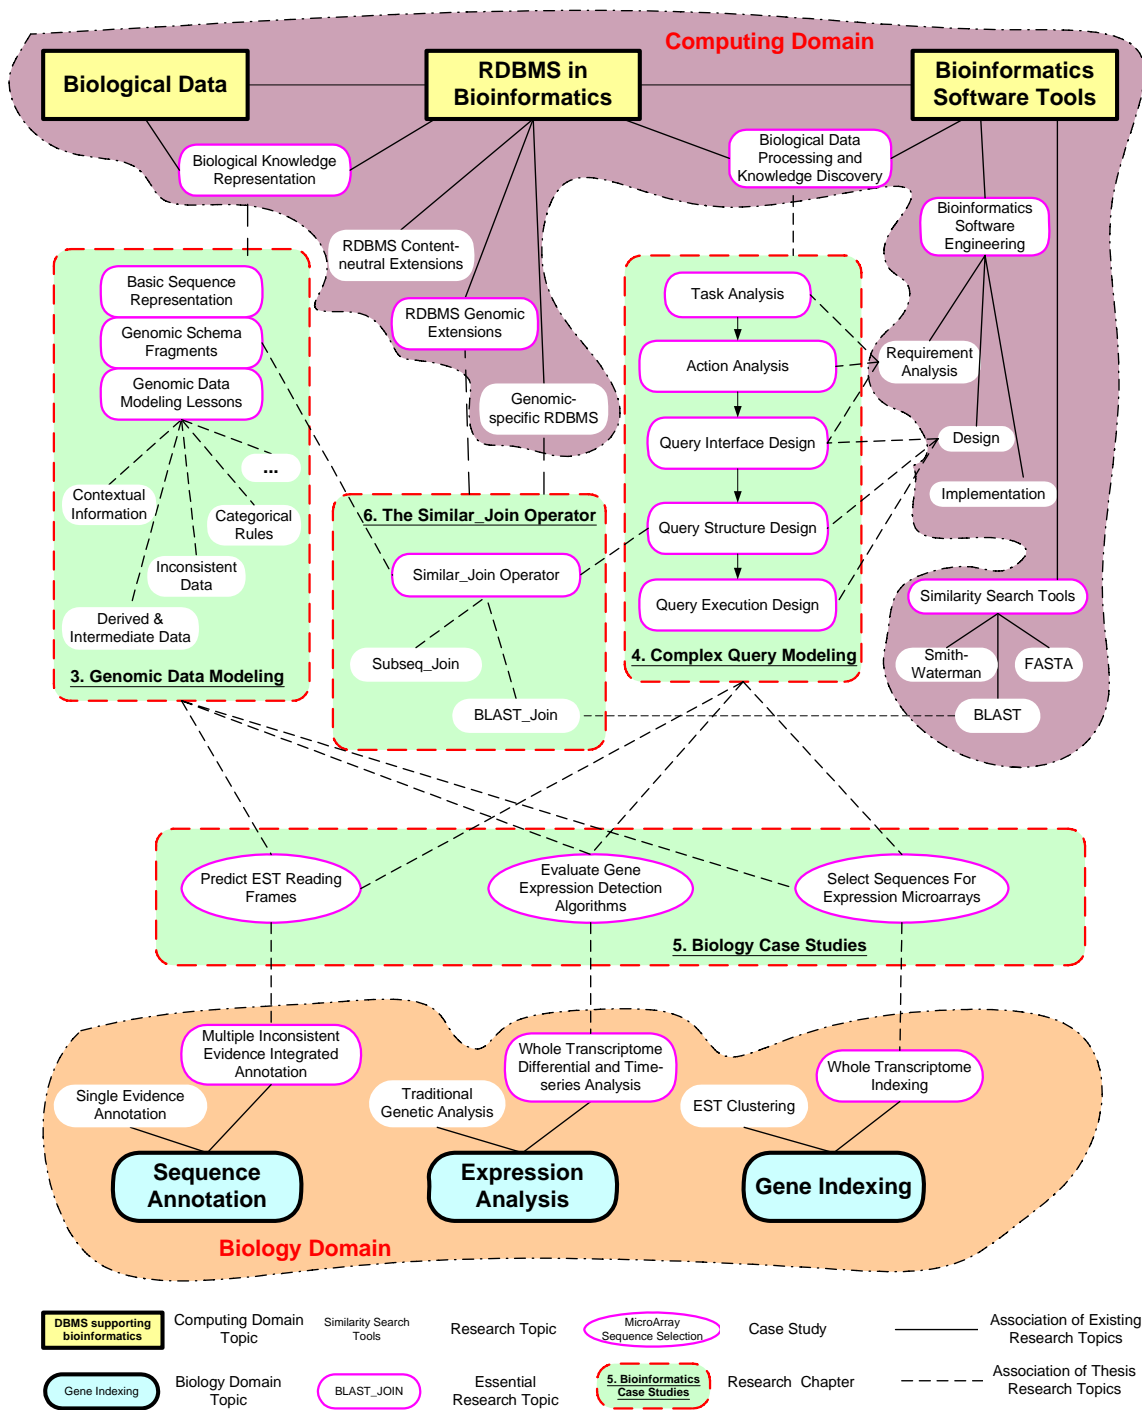 Computing Domain
Biological Data
RDBMS in
Bioinformatics
Bioinformatics
Software Tools
Biological Knowledge
Representation
Biological Data
Processing and
Knowledge Discovery
Bioinformatics
Software
Engineering
RDBMS Content-
neutral Extensions
RDBMS Genomic
Extensions
Genomic-
specific RDBMS
Basic Sequence
Representation
Genomic Schema
Fragments
Genomic Data
Modeling Lessons
...
Contextual
Information
Categorical
Rules
Inconsistent
Data
Derived &
Intermediate Data
3. Genomic Data Modeling
6. The Similar_Join Operator
Similar_Join Operator
Subseq_Join
BLAST_Join
Task Analysis
Action Analysis
Query Interface Design
Query Structure Design
Query Execution Design
4. Complex Query Modeling
Requirement
Analysis
Design
Implementation
Similarity Search Tools
Smith-
Waterman
FASTA
BLAST
Predict EST Reading
Frames
Evaluate Gene
Expression Detection
Algorithms
Select Sequences For
Expression Microarrays
5. Biology Case Studies
Multiple Inconsistent
Evidence Integrated
Annotation
Single Evidence
Annotation
Whole Transcriptome
Differential and Time-
series Analysis
Traditional
Genetic Analysis
Whole Transcriptome
Indexing
EST Clustering
Sequence
Annotation
Expression
Analysis
Gene Indexing
Biology Domain
DBMS supporting
bioinformatics
Computing Domain
Topic
Similarity Search
Tools
Research Topic
MicroArray
Sequence Selection
Case Study
Association of Existing
Research Topics
Gene Indexing
Biology Domain
Topic
BLAST_JOIN
Essential
Research Topic
5. Bioinformatics
Case Studies
Research Chapter
Association of Thesis
Research Topics